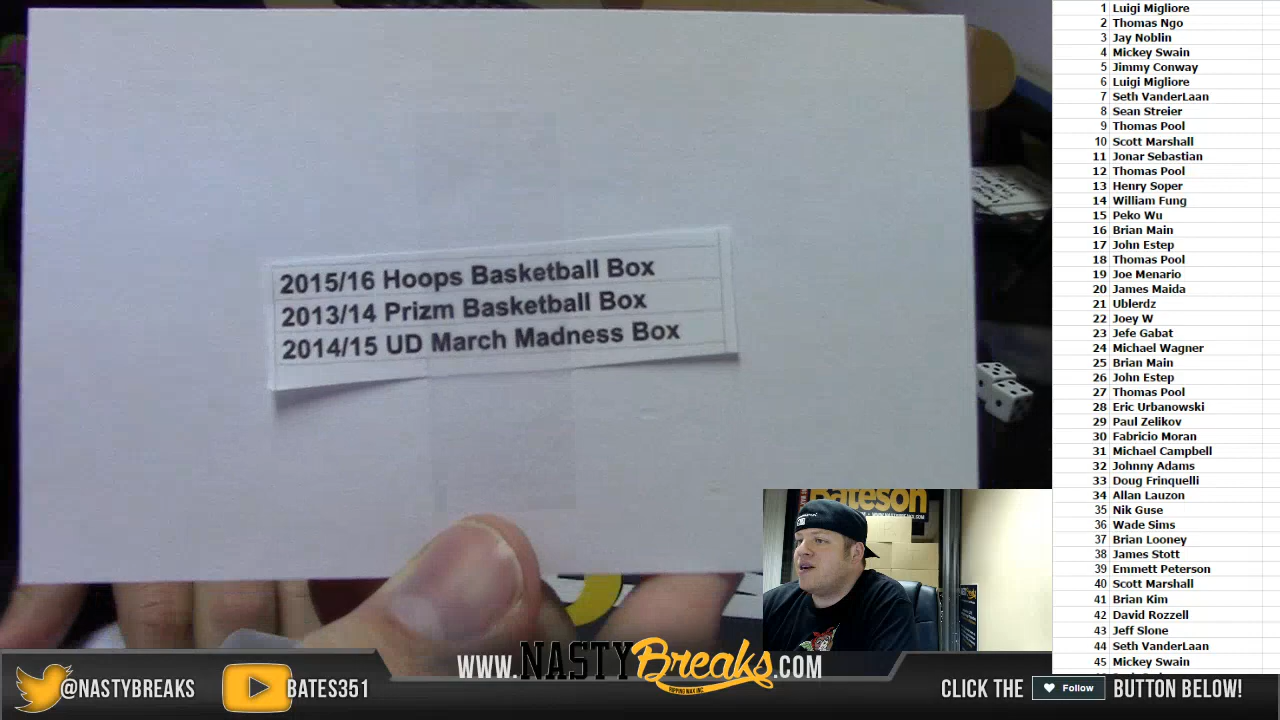 2015/16 Hoops Basketball Box
2013/14 Prizm Basketball Box
2014/15 UD March Madness Box
1 Luigi Migliore
2 Thomas Ngo
3 Jay Noblin
4 Mickey Swain
5 Jimmy Conway
6 Luigi Migliore
7 Seth VanderLaan
8 Sean Streier
9 Thomas Pool
10 Scott Marshall
11 Jonar Sebastian
12 Thomas Pool
13 Henry Soper
14 William Fung
15 Peko Wu
16 Brian Main
17 John Estep
18 Thomas Pool
19 Joe Menario
20 James Maida
21 Ublerdz
22 Joey W
23 Jefe Gabat
24 Michael Wagner
25 Brian Main
26 John Estep
27 Thomas Pool
28 Eric Urbanowski
29 Paul Zelikov
30 Fabricio Moran
31 Michael Campbell
32 Johnny Adams
33 Doug Frinquelli
34 Allan Lauzon
35 Nik Guse
36 Wade Sims
37 Brian Looney
38 James Stott
39 Emmett Peterson
40 Scott Marshall
41 Brian Kim
42 David Rozzell
43 Jeff Slone
44 Seth VanderLaan
45 Mickey Swain
Bateson
@NASTYBREAKS
BATES351
WWW.NASTYBreaks.COM
RIPPING WAX INC.
CLICK THE Follow BUTTON BELOW!